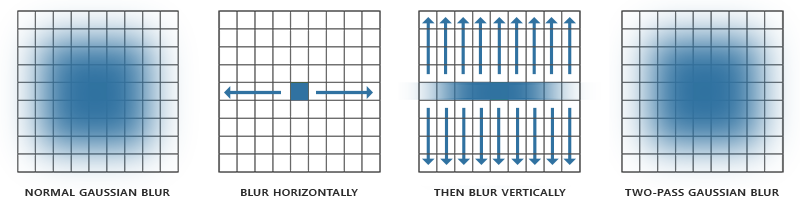 NORMAL GAUSSIAN BLUR
BLUR HORIZONTALLY
THEN BLUR VERTICALLY
TWO-PASS GAUSSIAN BLUR